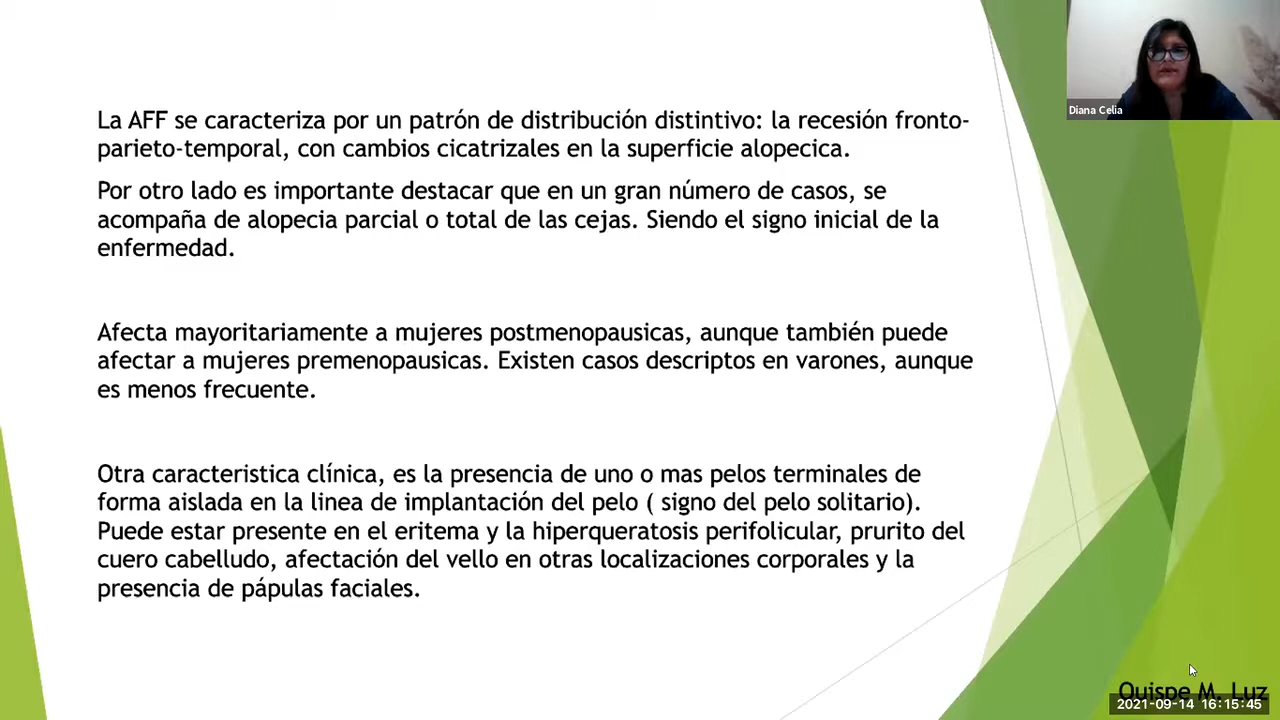 La AFF se caracteriza por un patrón de distribución distintivo: la recesión fronto-
parieto-temporal, con cambios cicatrizales en la superficie alopecica.
Por otro lado es importante destacar que en un gran número de casos, se
acompaña de alopecia parcial o total de las cejas. Siendo el signo inicial de la
enfermedad.
Afecta mayoritariamente a mujeres postmenopausicas, aunque también puede
afectar a mujeres premenopausicas. Existen casos descriptos en varones, aunque
es menos frecuente.
Otra caracteristica clínica, es la presencia de uno o mas pelos terminales de
forma aislada en la linea de implantación del pelo ( signo del pelo solitario).
Puede estar presente en el eritema y la hiperqueratosis perifolicular, prurito del
cuero cabelludo, afectación del vello en otras localizaciones corporales y la
presencia de pápulas faciales.
Diana Celia
Quispe M. Luz
2021-09-14 16:15:45